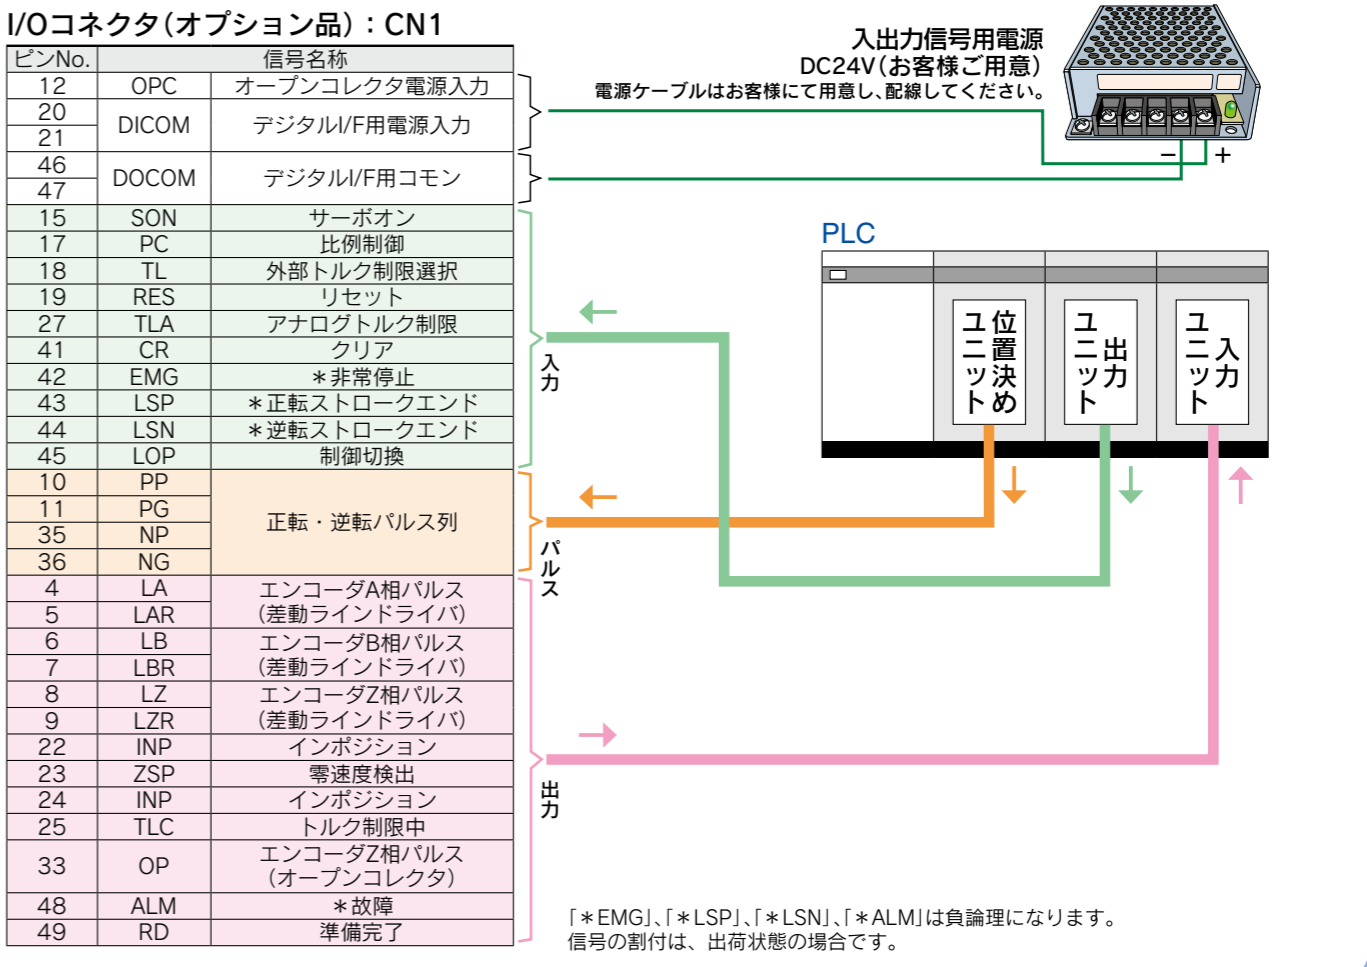 I/Oコネクタ(オプション品):CN1
ピンNo. 信号名称
12 OPC オープンコレクタ電源入力
20
21
DICOM デジタルI/F用電源入力
46
47
DOCOM デジタルI/F用コモン
15 SON サーボオン
17 PC 比例制御
18 TL 外部トルク制限選択
19 RES リセット
27 TLA アナログトルク制限
41 CR クリア
42 EMG *非常停止
43 LSP *正転ストロークエンド
44 LSN *逆転ストロークエンド
45 LOP 制御切換
10 PP
11 PG
35 NP
36 NG
正転・逆転パルス列
4 LA
5 LAR
エンコーダA相パルス
(差動ラインドライバ)
6 LB
7 LBR
エンコーダB相パルス
(差動ラインドライバ)
8 LZ
9 LZR
エンコーダZ相パルス
(差動ラインドライバ)
22 INP インポジション
23 ZSP 零速度検出
24 INP インポジション
25 TLC トルク制限中
33 OP エンコーダZ相パルス
(オープンコレクタ)
48 ALM *故障
49 RD 準備完了
入力
パルス
出力
入出力信号用電源
DC24V(お客様ご用意)
電源ケーブルはお客様にて用意し、配線してください。
− +
PLC
位置決め
ユニット
出力
ユニット
入力
ユニット
「*EMG」、「*LSP」、「*LSN」、「*ALM」は負論理になります。
信号の割付は、出荷状態の場合です。